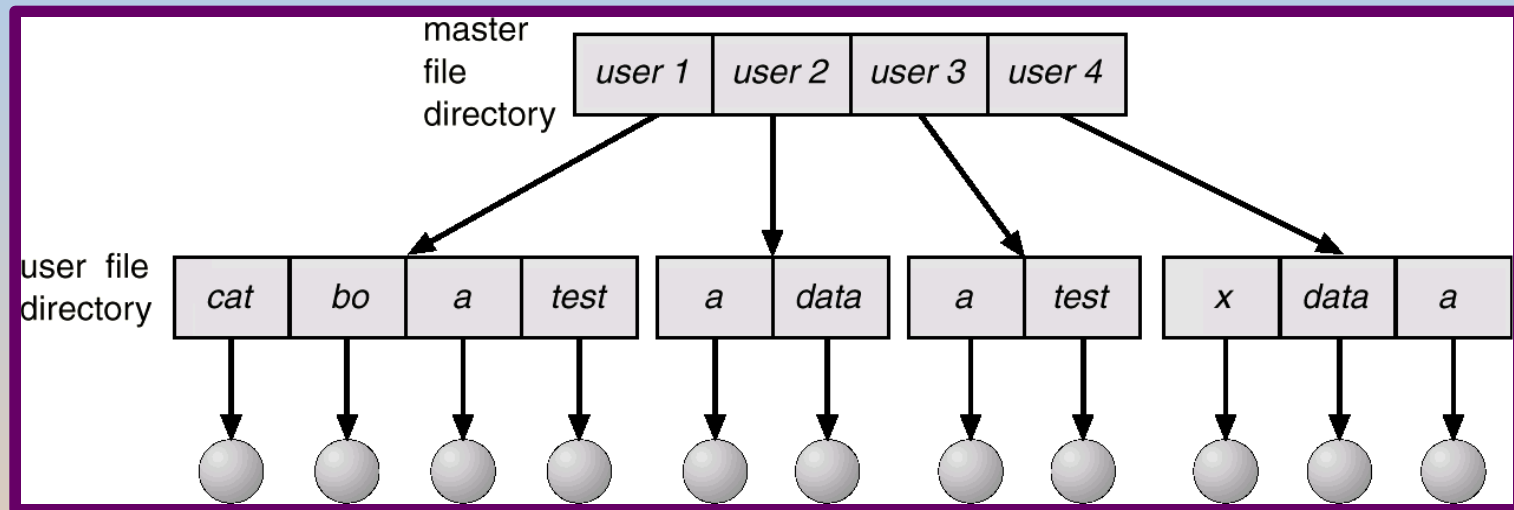 master
file
directory
user 1 user 2 user 3 user 4
user file
directory
cat bo a test a data a test x data a